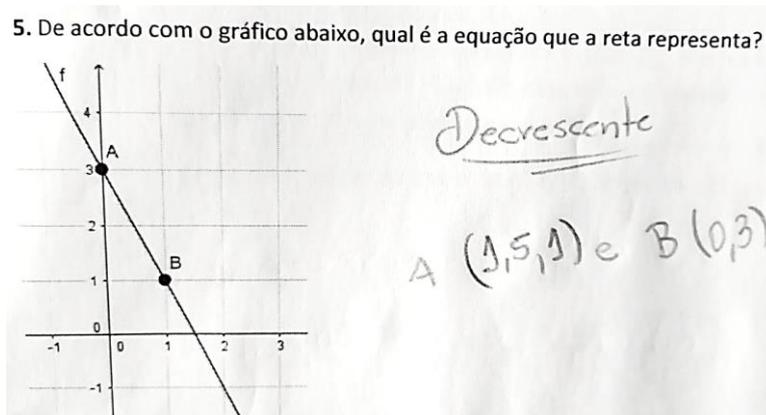 5. De acordo com o gráfico abaixo, qual é a equação que a reta representa?
f
4
A
3
2
B
1
0
-1 0 1 2 3
-1
Decrescente
A (1,5,1) e B (0,3)